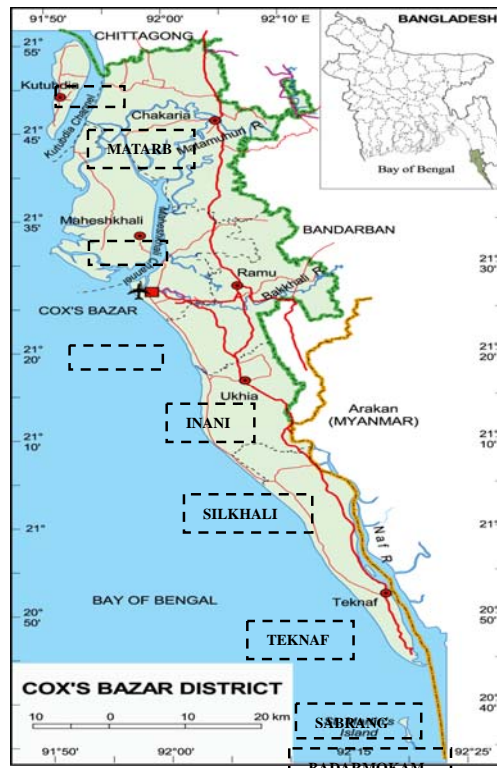 91°50' 92°00' 92°10' E
BANGLADESH
Bay of Bengal
21°
55'
CHITTAGONG
Kutubdia
Kutubdia Channel
Chakaria
Matamuhuri R.
21°
45'
MATARB
21°
35'
Maheshkhali
Maheshkhali Channel
BANDARBAN
21°
30'
Ramu
Bakkhali R.
COX'S BAZAR
21°
20'
21°
20'
Ukhia
Arakan
(MYANMAR)
INANI
21°
10'
21°
10'
SILKHALI
21°
21°
Naf R.
20°
50'
BAY OF BENGAL
Teknaf
20°
50'
TEKNAF
COX'S BAZAR DISTRICT
10 0 10 20 km
SABRANG
Island
20°
40'
BADARMOKAM
91°50' 92°00' 92°15' 92°25'